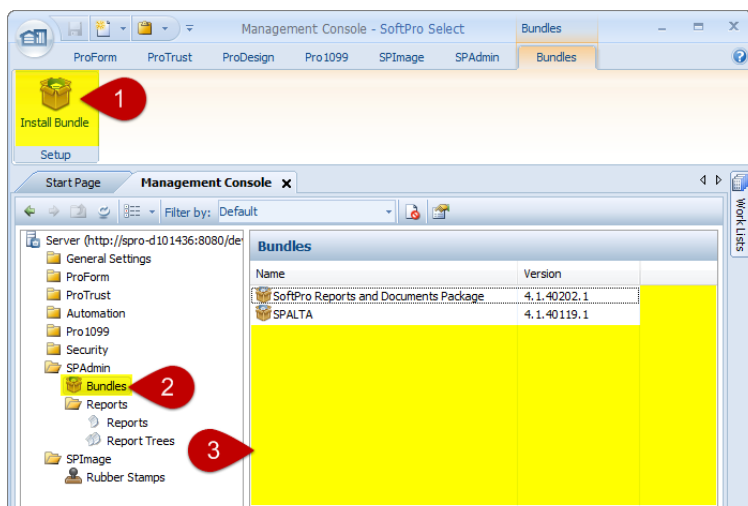 Management Console - SoftPro Select
Bundles
ProForm ProTrust ProDesign Pro1099 SPImage SPAdmin Bundles
1
Install Bundle
Setup
Start Page Management Console
Filter by: Default
Work Lists
Server (http://spro-d101436:8080/de
General Settings
ProForm
ProTrust
Automation
Pro1099
Security
SPAdmin
Bundles
2
Reports
Reports
Report Trees
SPImage
Rubber Stamps
Bundles
Name Version
SoftPro Reports and Documents Package 4.1.40202.1
SPALTA 4.1.40119.1
3